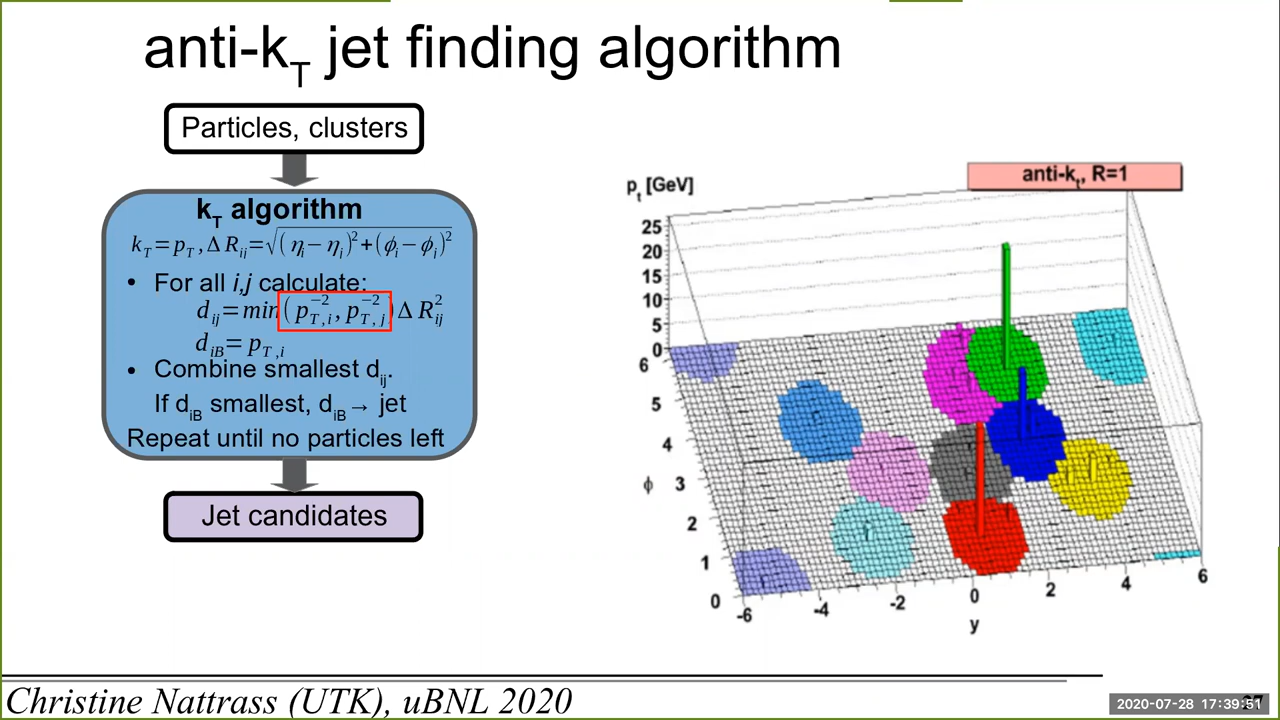 anti-k_T jet finding algorithm
Particles, clusters
k_T algorithm
k_T=p_T, ΔR_ij=√(η_i−η_j)²+(ϕ_i−ϕ_j)²
• For all i,j calculate:
d_ij=min(p_T,i^−2, p_T,j^−2)ΔR_ij^2
d_iB=p_T,i
• Combine smallest d_ij.
If d_iB smallest, d_iB→ jet
Repeat until no particles left
Jet candidates
anti-k_t, R=1
p_t [GeV]
25
20
15
10
5
0
6
5
4
ϕ 3
2
1
0
-6 -4 -2 0 2 4 6
y
Christine Nattrass (UTK), uBNL 2020
2020-07-28 17:39:51